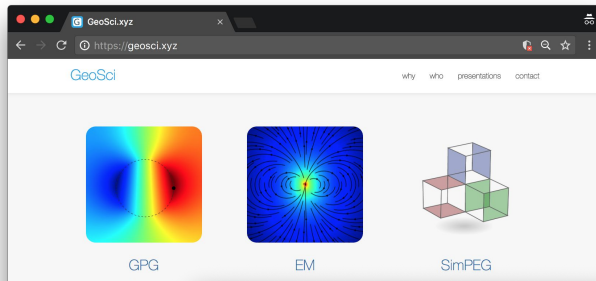 GeoSci.xyz
https://geosci.xyz
GeoSci
why who presentations contact
GPG EM SimPEG